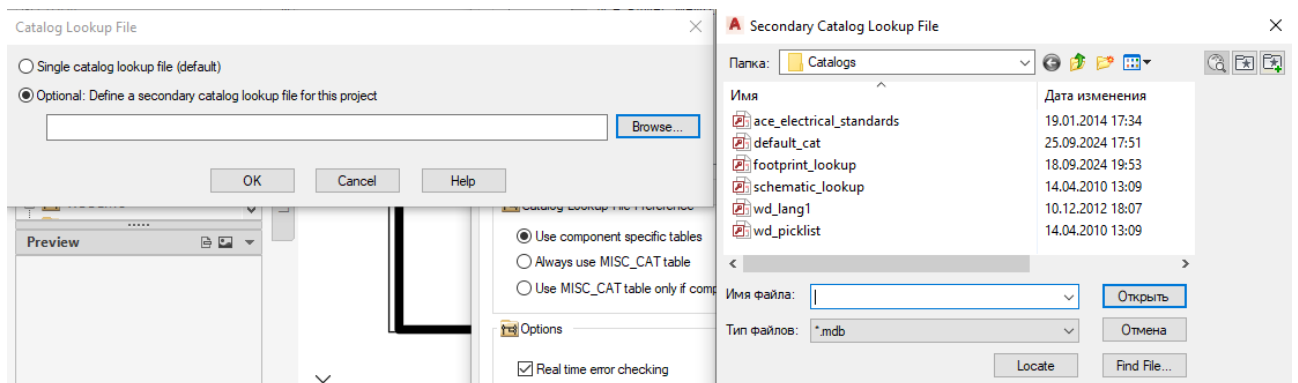 Catalog Lookup File
Single catalog lookup file (default)
Optional: Define a secondary catalog lookup file for this project
Browse...
OK Cancel Help
Preview
Catalog Lookup File Preference
Use component specific tables
Always use MISC_CAT table
Use MISC_CAT table only if comp
Options
Real time error checking
A Secondary Catalog Lookup File
Папка: Catalogs
Имя Дата изменения
ace_electrical_standards 19.01.2014 17:34
default_cat 25.09.2024 17:51
footprint_lookup 18.09.2024 19:53
schematic_lookup 14.04.2010 13:09
wd_lang1 10.12.2012 18:07
wd_picklist 14.04.2010 13:09
Имя файла: Открыть
Тип файлов: *.mdb Отмена
Locate Find File...